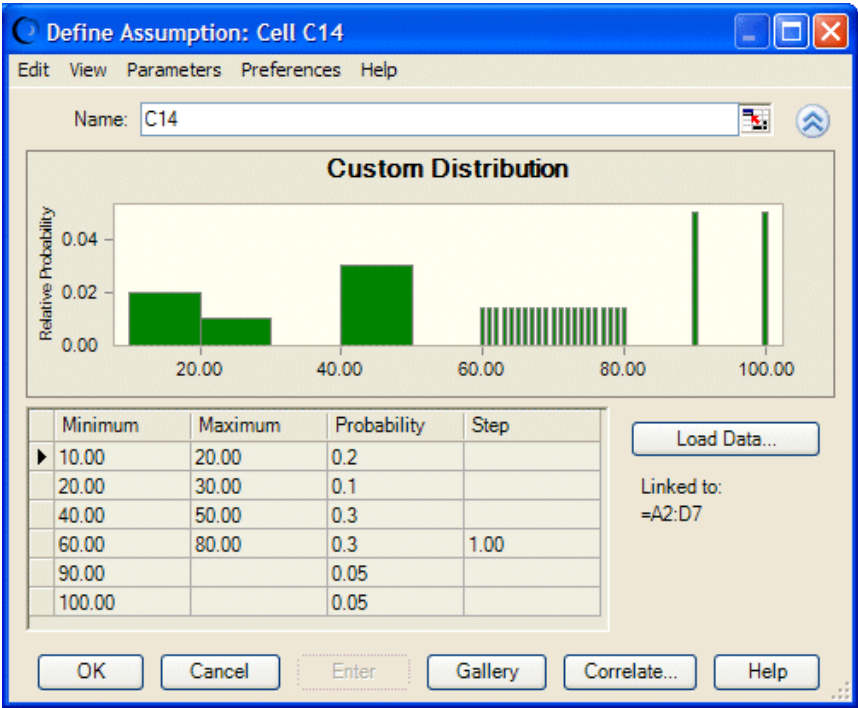 Define Assumption: Cell C14
Edit View Parameters Preferences Help
Name: C14
Custom Distribution
Relative Probability
0.04
0.02
0.00
20.00 40.00 60.00 80.00 100.00
Minimum Maximum Probability Step
10.00 20.00 0.2
20.00 30.00 0.1
40.00 50.00 0.3
60.00 80.00 0.3 1.00
90.00 0.05
100.00 0.05
Load Data...
Linked to:
=A2:D7
OK Cancel Enter Gallery Correlate... Help